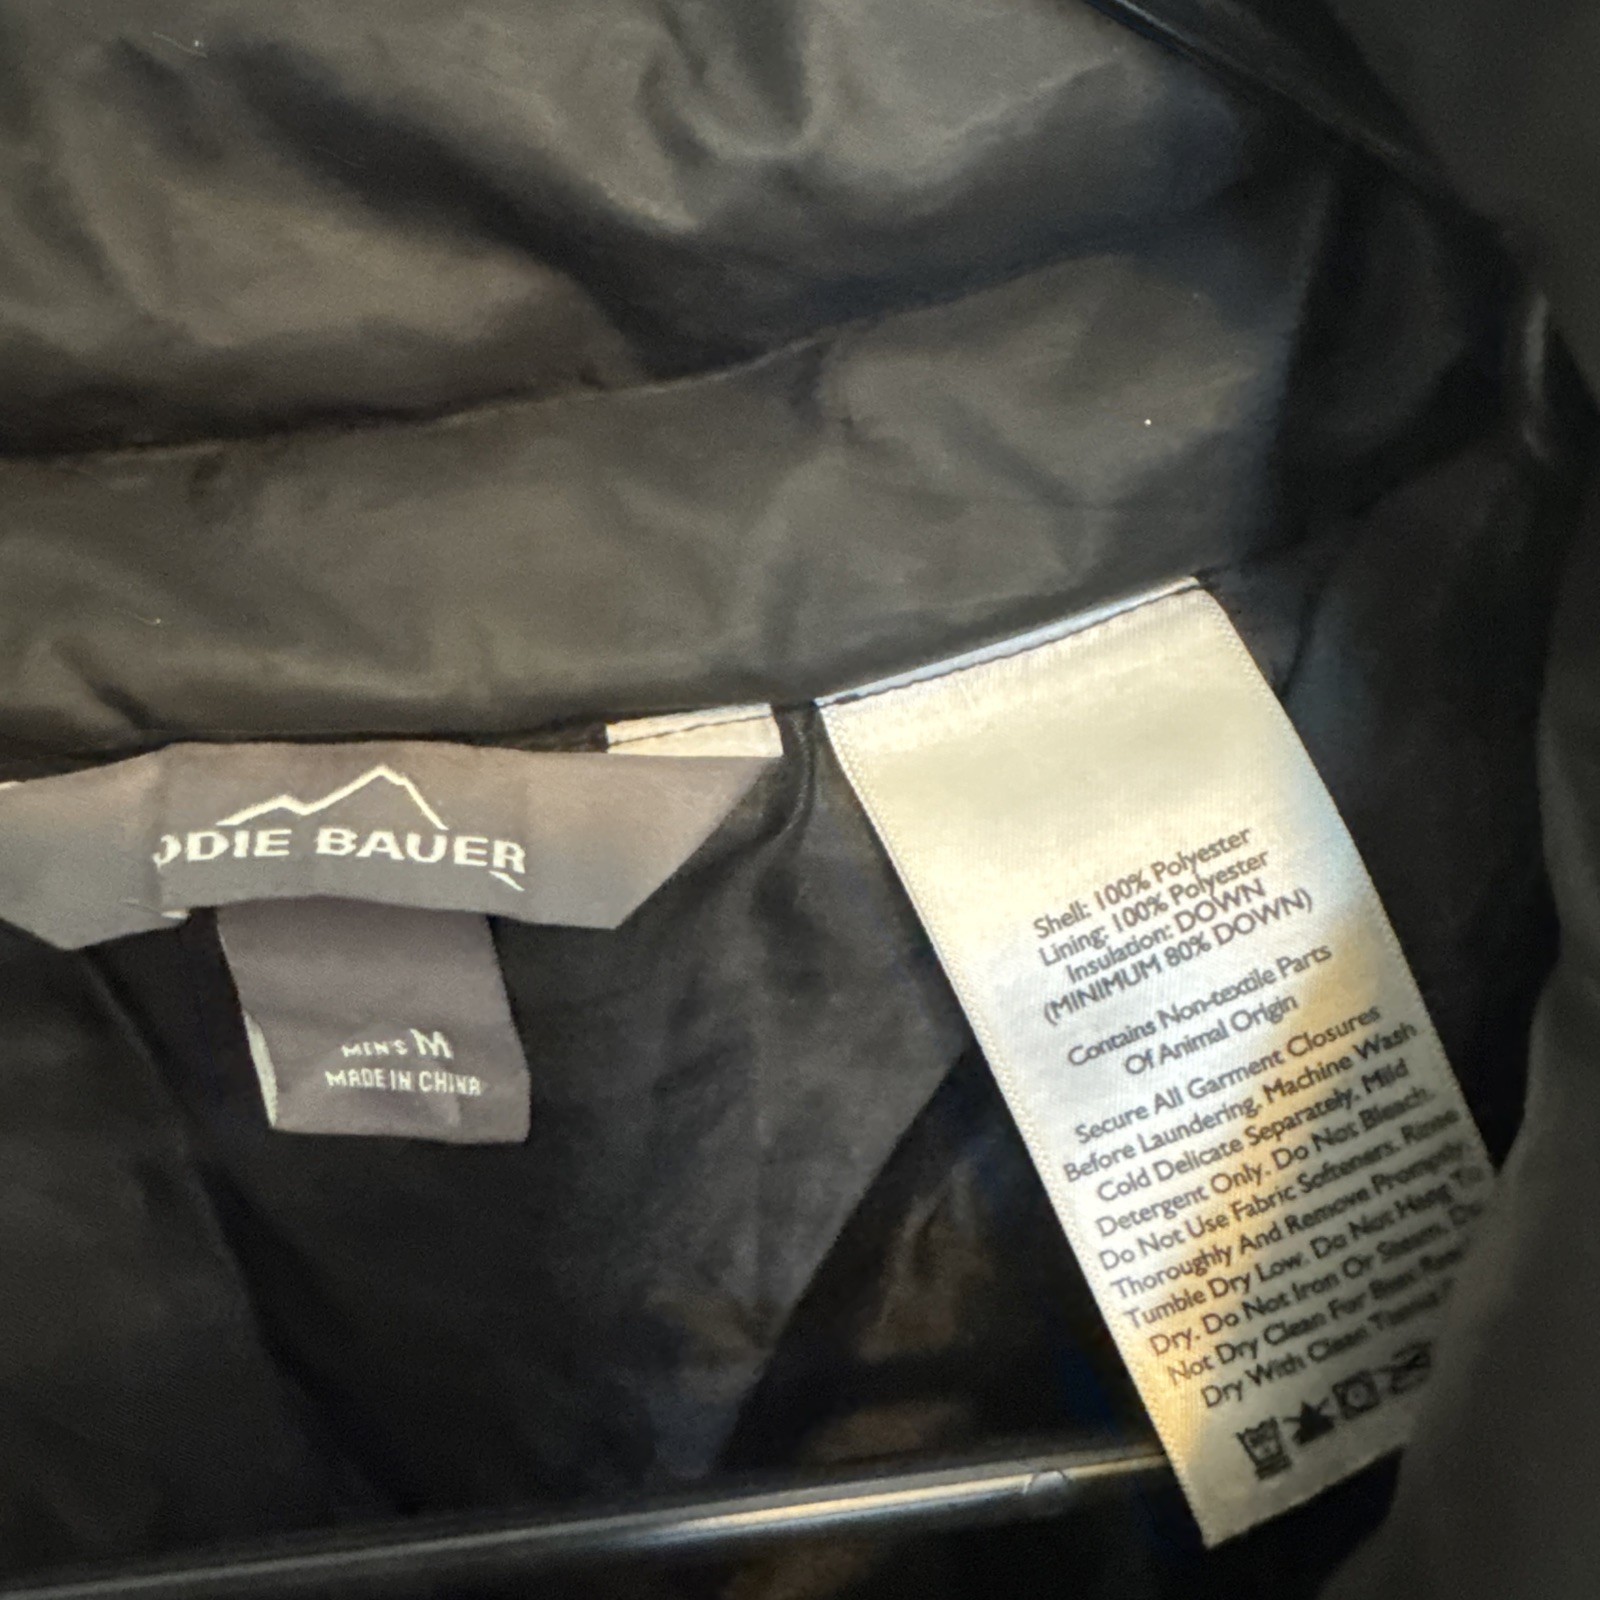 DDIE BAUER
MEN'S M
MADE IN CHINA
Shell: 100% Polyester
Lining: 100% Polyester
Insulation: DOWN
(MINIMUM 80% DOWN)
Contains Non-textile Parts
Of Animal Origin
Secure All Garment Closures
Before Laundering. Machine Wash
Cold Delicate Separately. Mild
Detergent Only. Do Not Bleach.
Do Not Use Fabric Softeners. Rinse
Thoroughly And Remove Promptly.
Tumble Dry Low. Do Not Hang To
Dry. Do Not Iron Or Steam. Do
Not Dry Clean For Best
Dry With Clean Tennis